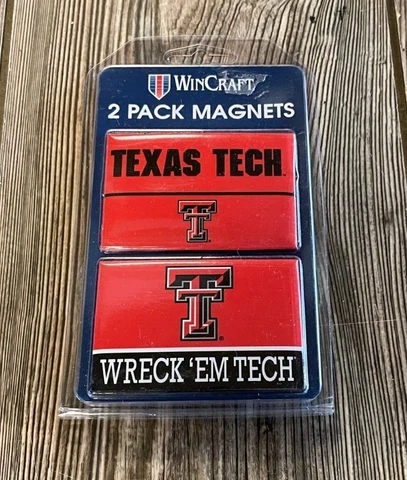 WINCRAFT
2 PACK MAGNETS
TEXAS TECH
T
®
T
®
WRECK 'EM TECH